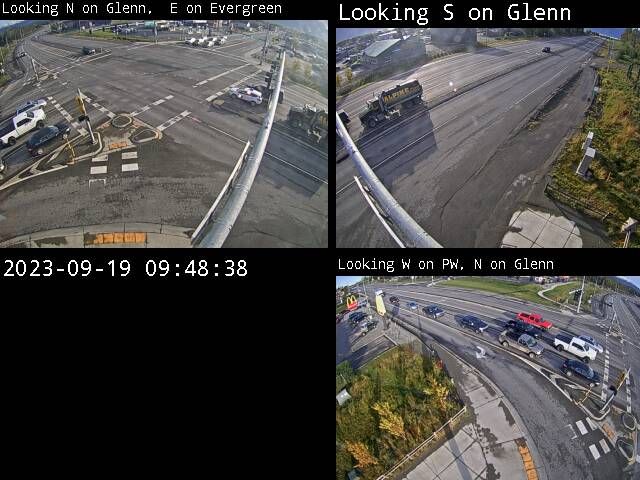 Looking N on Glenn,  E on Evergreen
Looking S on Glenn
ALPINE
2023-09-19 09:48:38
Looking W on PW, N on Glenn